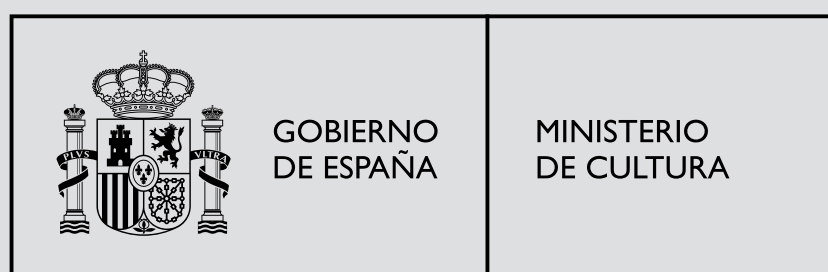 PLVS VLTRA
GOBIERNO
DE ESPAÑA
MINISTERIO
DE CULTURA